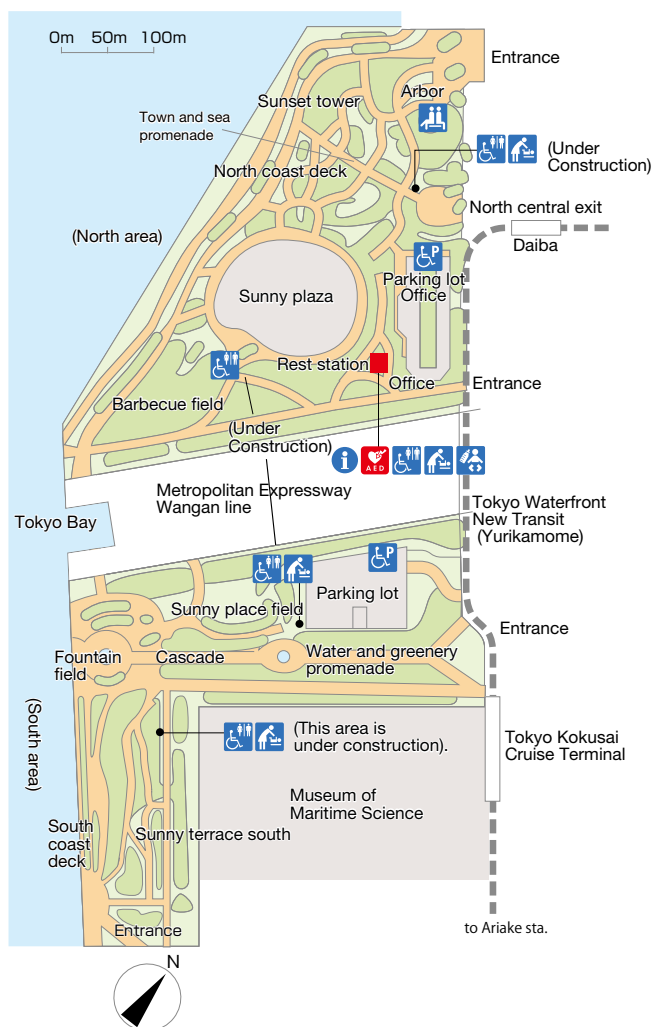 0m 50m 100m
Entrance
Arbor
Sunset tower
Town and sea
promenade
(Under
Construction)
North coast deck
North central exit
(North area)
Daiba
P
Parking lot
Office
Sunny plaza
Rest station
Office
Entrance
Barbecue field
(Under
Construction)
i
AED
Metropolitan Expressway
Wangan line
Tokyo Bay
Tokyo Waterfront
New Transit
(Yurikamome)
P
Parking lot
Sunny place field
Entrance
Fountain
field
Cascade
Water and greenery
promenade
(South area)
(This area is
under construction).
Tokyo Kokusai
Cruise Terminal
Museum of
Maritime Science
South
coast
deck
Sunny terrace south
Entrance
to Ariake sta.
N